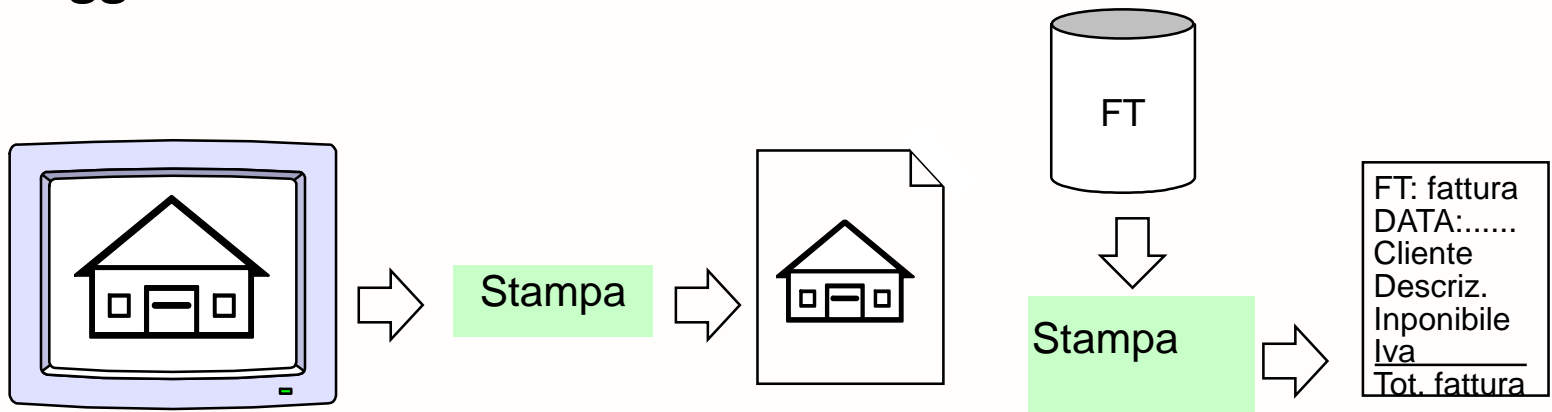 Stampa
FT
Stampa
FT: fattura
DATA:......
Cliente
Descriz.
Inponibile
Iva
Tot. fattura